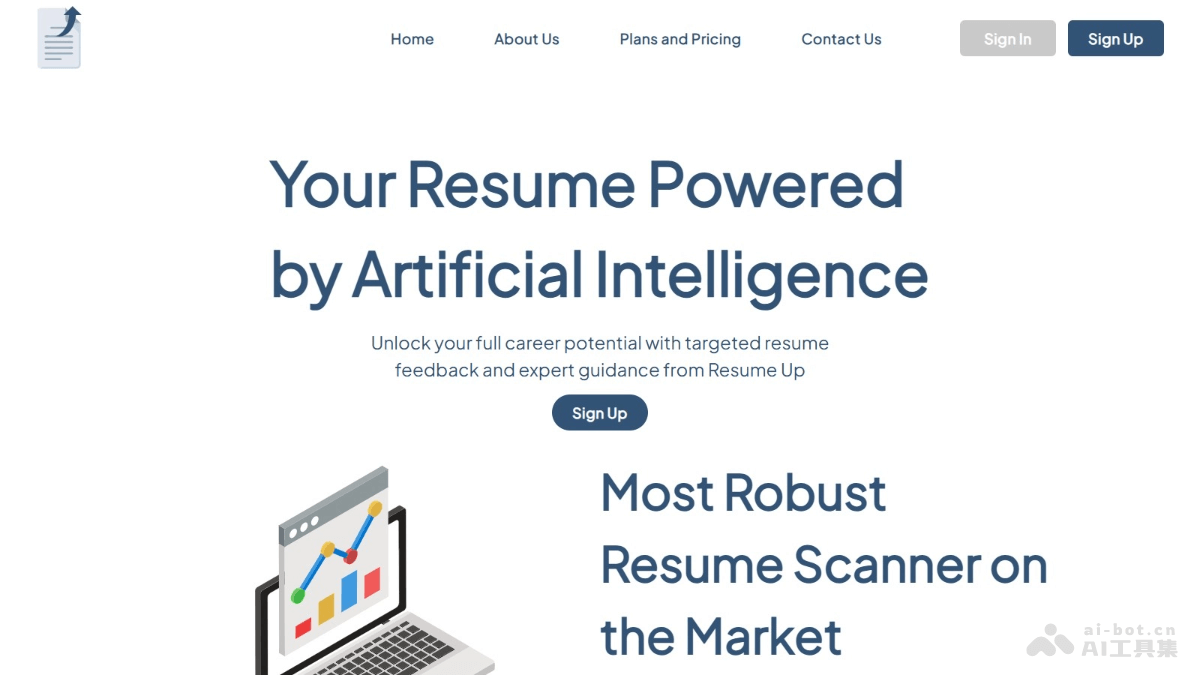 Home
About Us
Plans and Pricing
Contact Us
Sign In
Sign Up
Your Resume Powered
by Artificial Intelligence
Unlock your full career potential with targeted resume
feedback and expert guidance from Resume Up
Sign Up
Most Robust
Resume Scanner on
the Market
ai-bot.cn
AI工具集